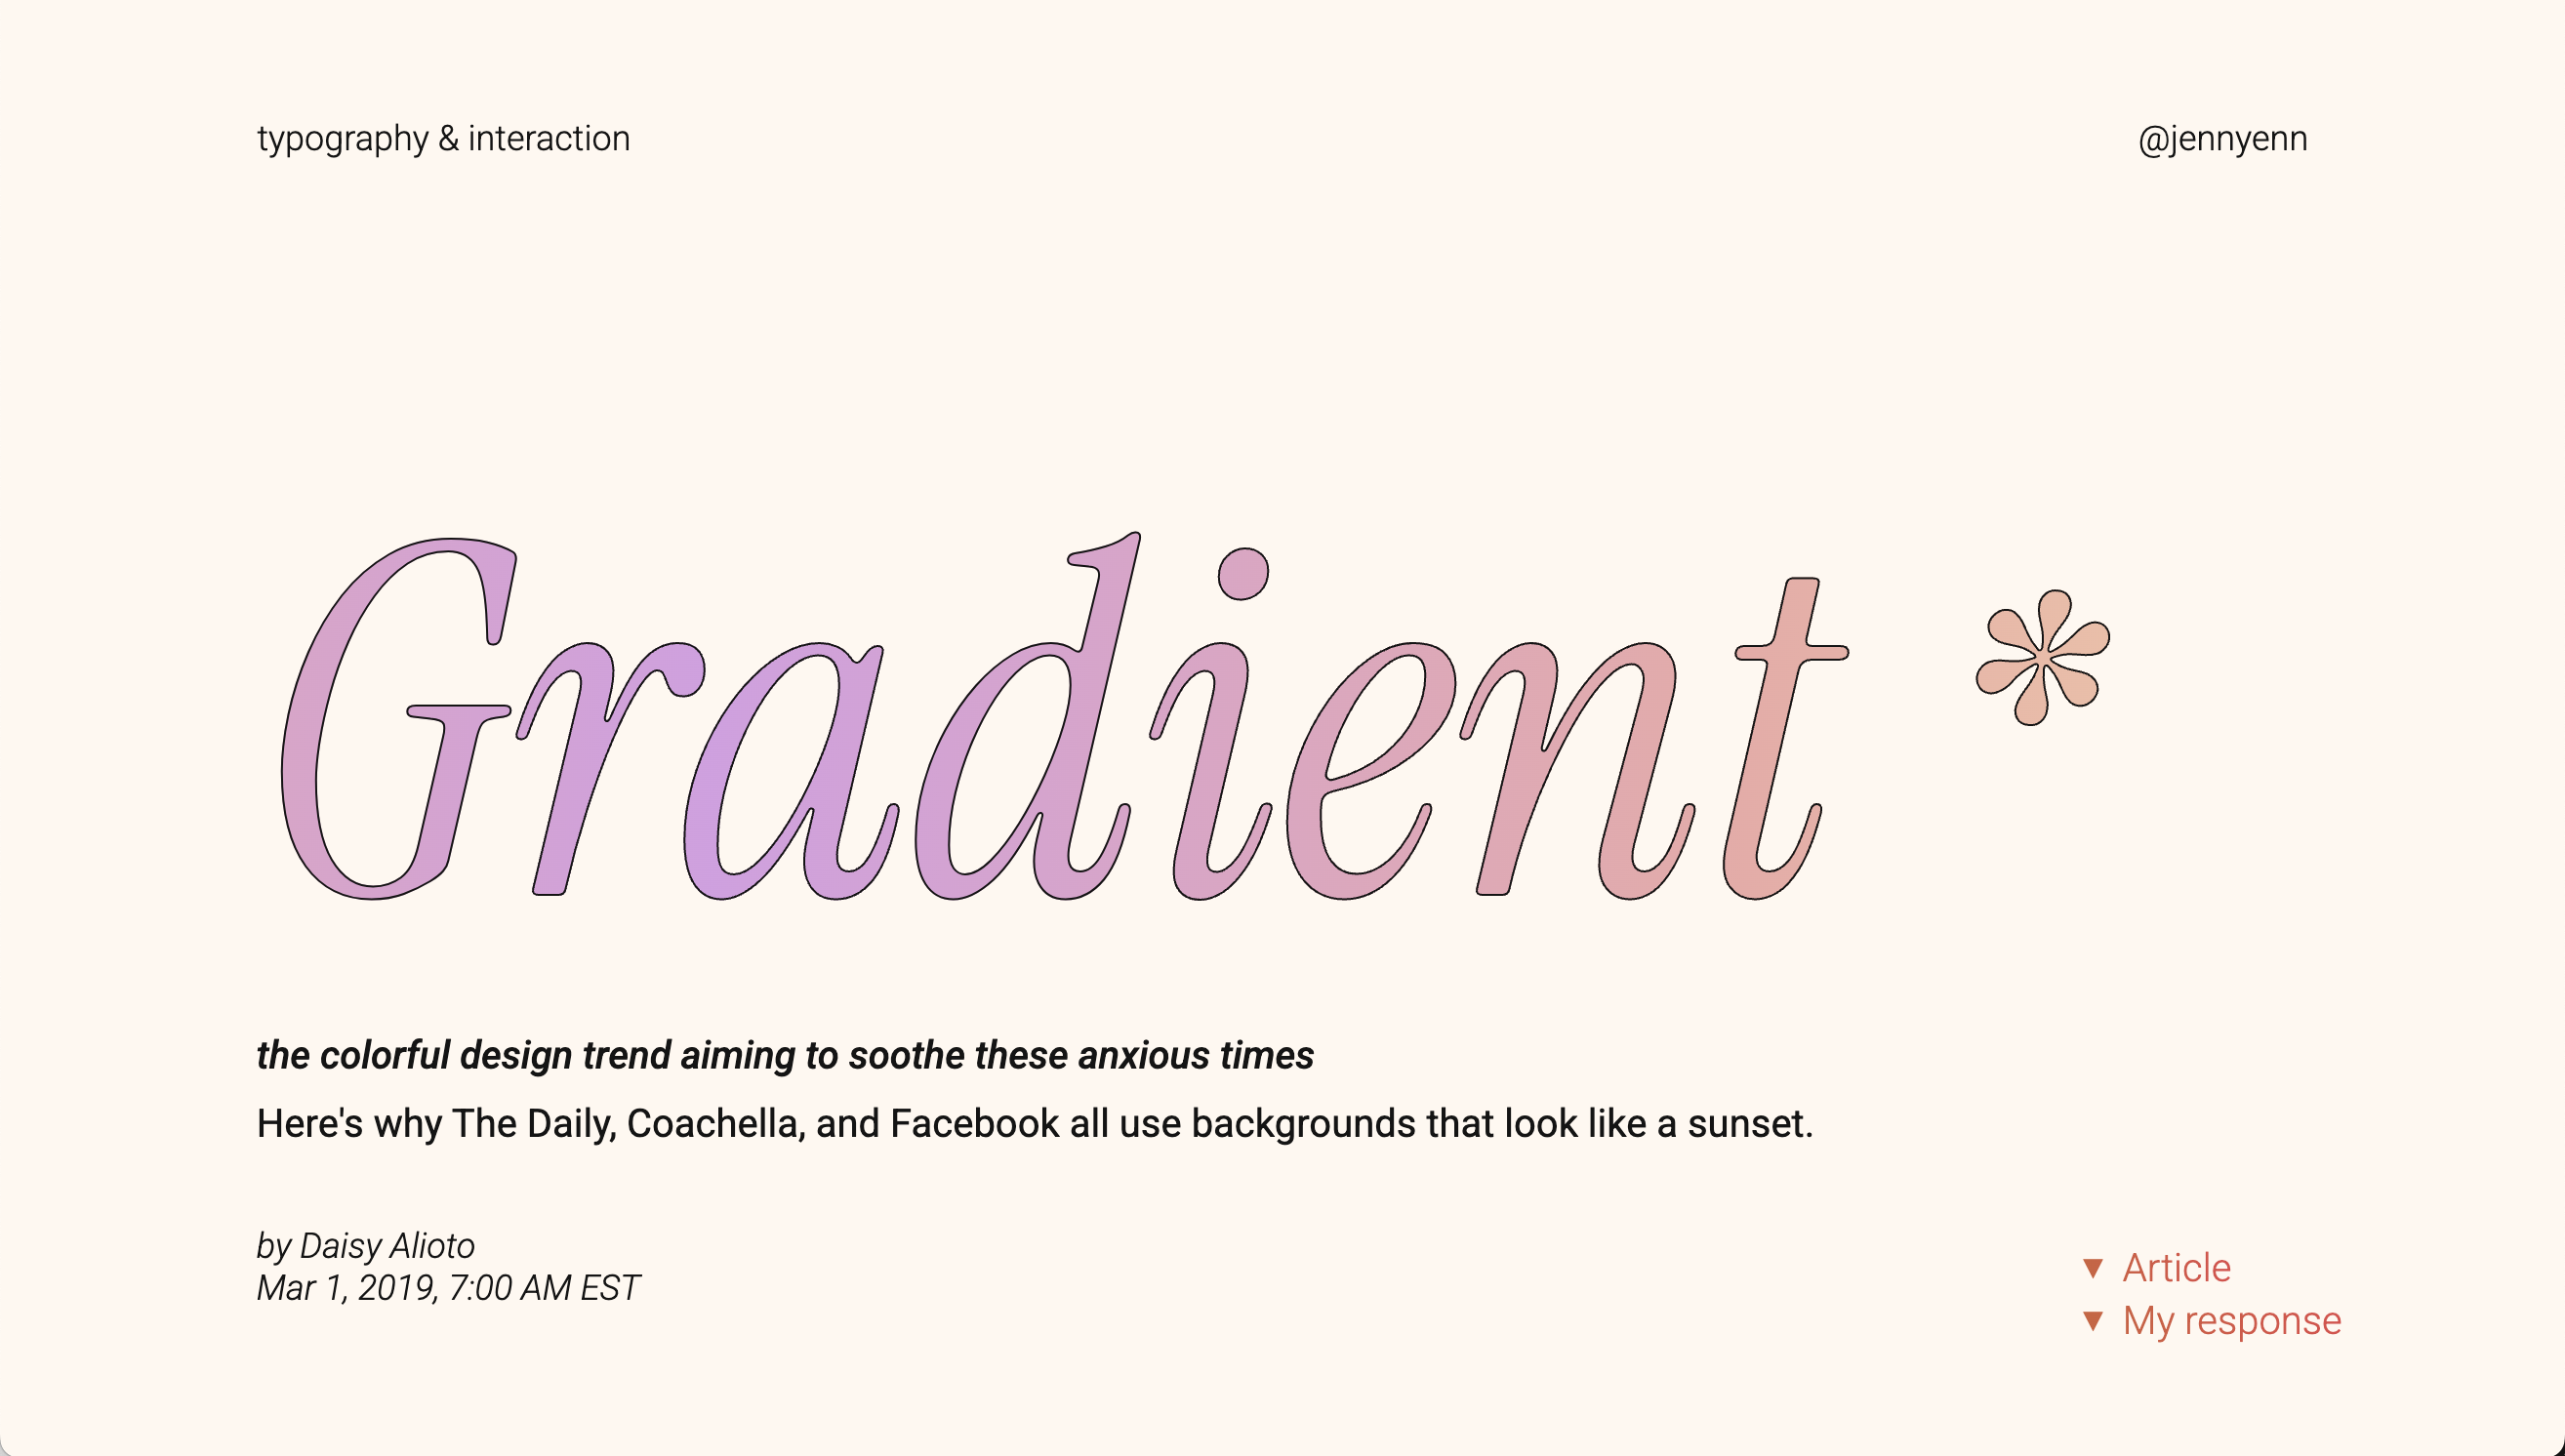 typography & interaction
@jennyenn
Gradient *
the colorful design trend aiming to soothe these anxious times
Here's why The Daily, Coachella, and Facebook all use backgrounds that look like a sunset.
by Daisy Alioto
Mar 1, 2019, 7:00 AM EST
▼ Article
▼ My response